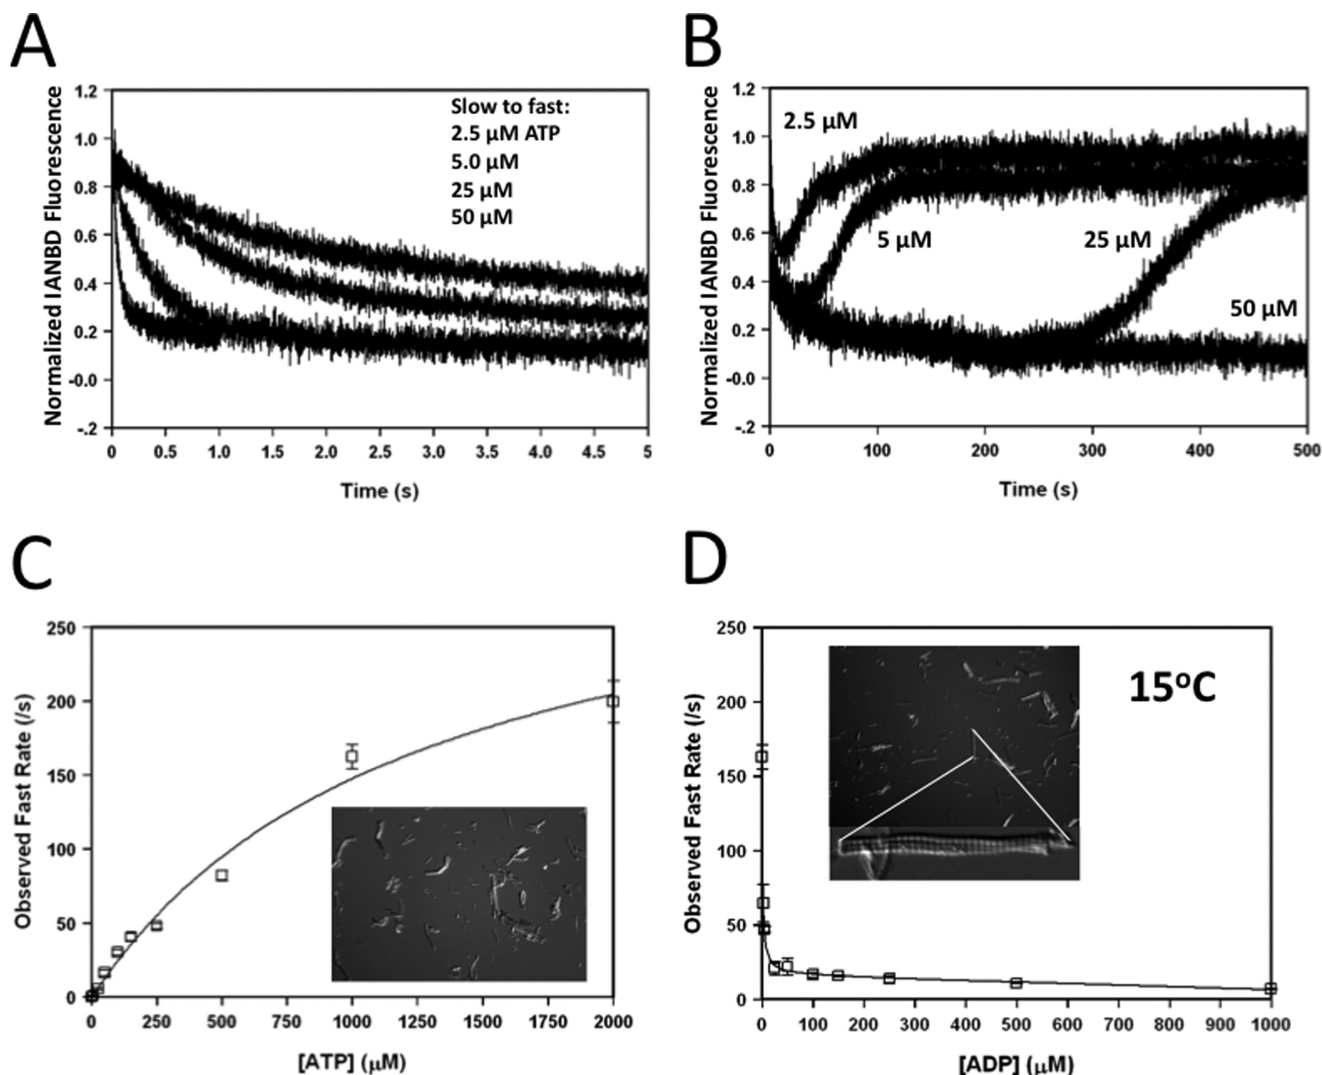 A
Normalized IANBD Fluorescence
1.2
1.0
0.8
0.6
0.4
0.2
-0.0
-.2
Slow to fast:
2.5 µM ATP
5.0 µM
25 µM
50 µM
0 0.5 1.0 1.5 2.0 2.5 3.0 3.5 4.0 4.5 5
Time (s)
B
Normalized IANBD Fluorescence
1.2
1.0
0.8
0.6
0.4
0.2
-0.0
-.2
2.5 µM
5 µM
25 µM
50 µM
0 100 200 300 400 500
Time (s)
C
Observed Fast Rate (/s)
250
200
150
100
50
0
0 250 500 750 1000 1250 1500 1750 2000
[ATP] (µM)
D
Observed Fast Rate (/s)
250
200
150
100
50
0
15°C
0 100 200 300 400 500 600 700 800 900 1000
[ADP] (µM)